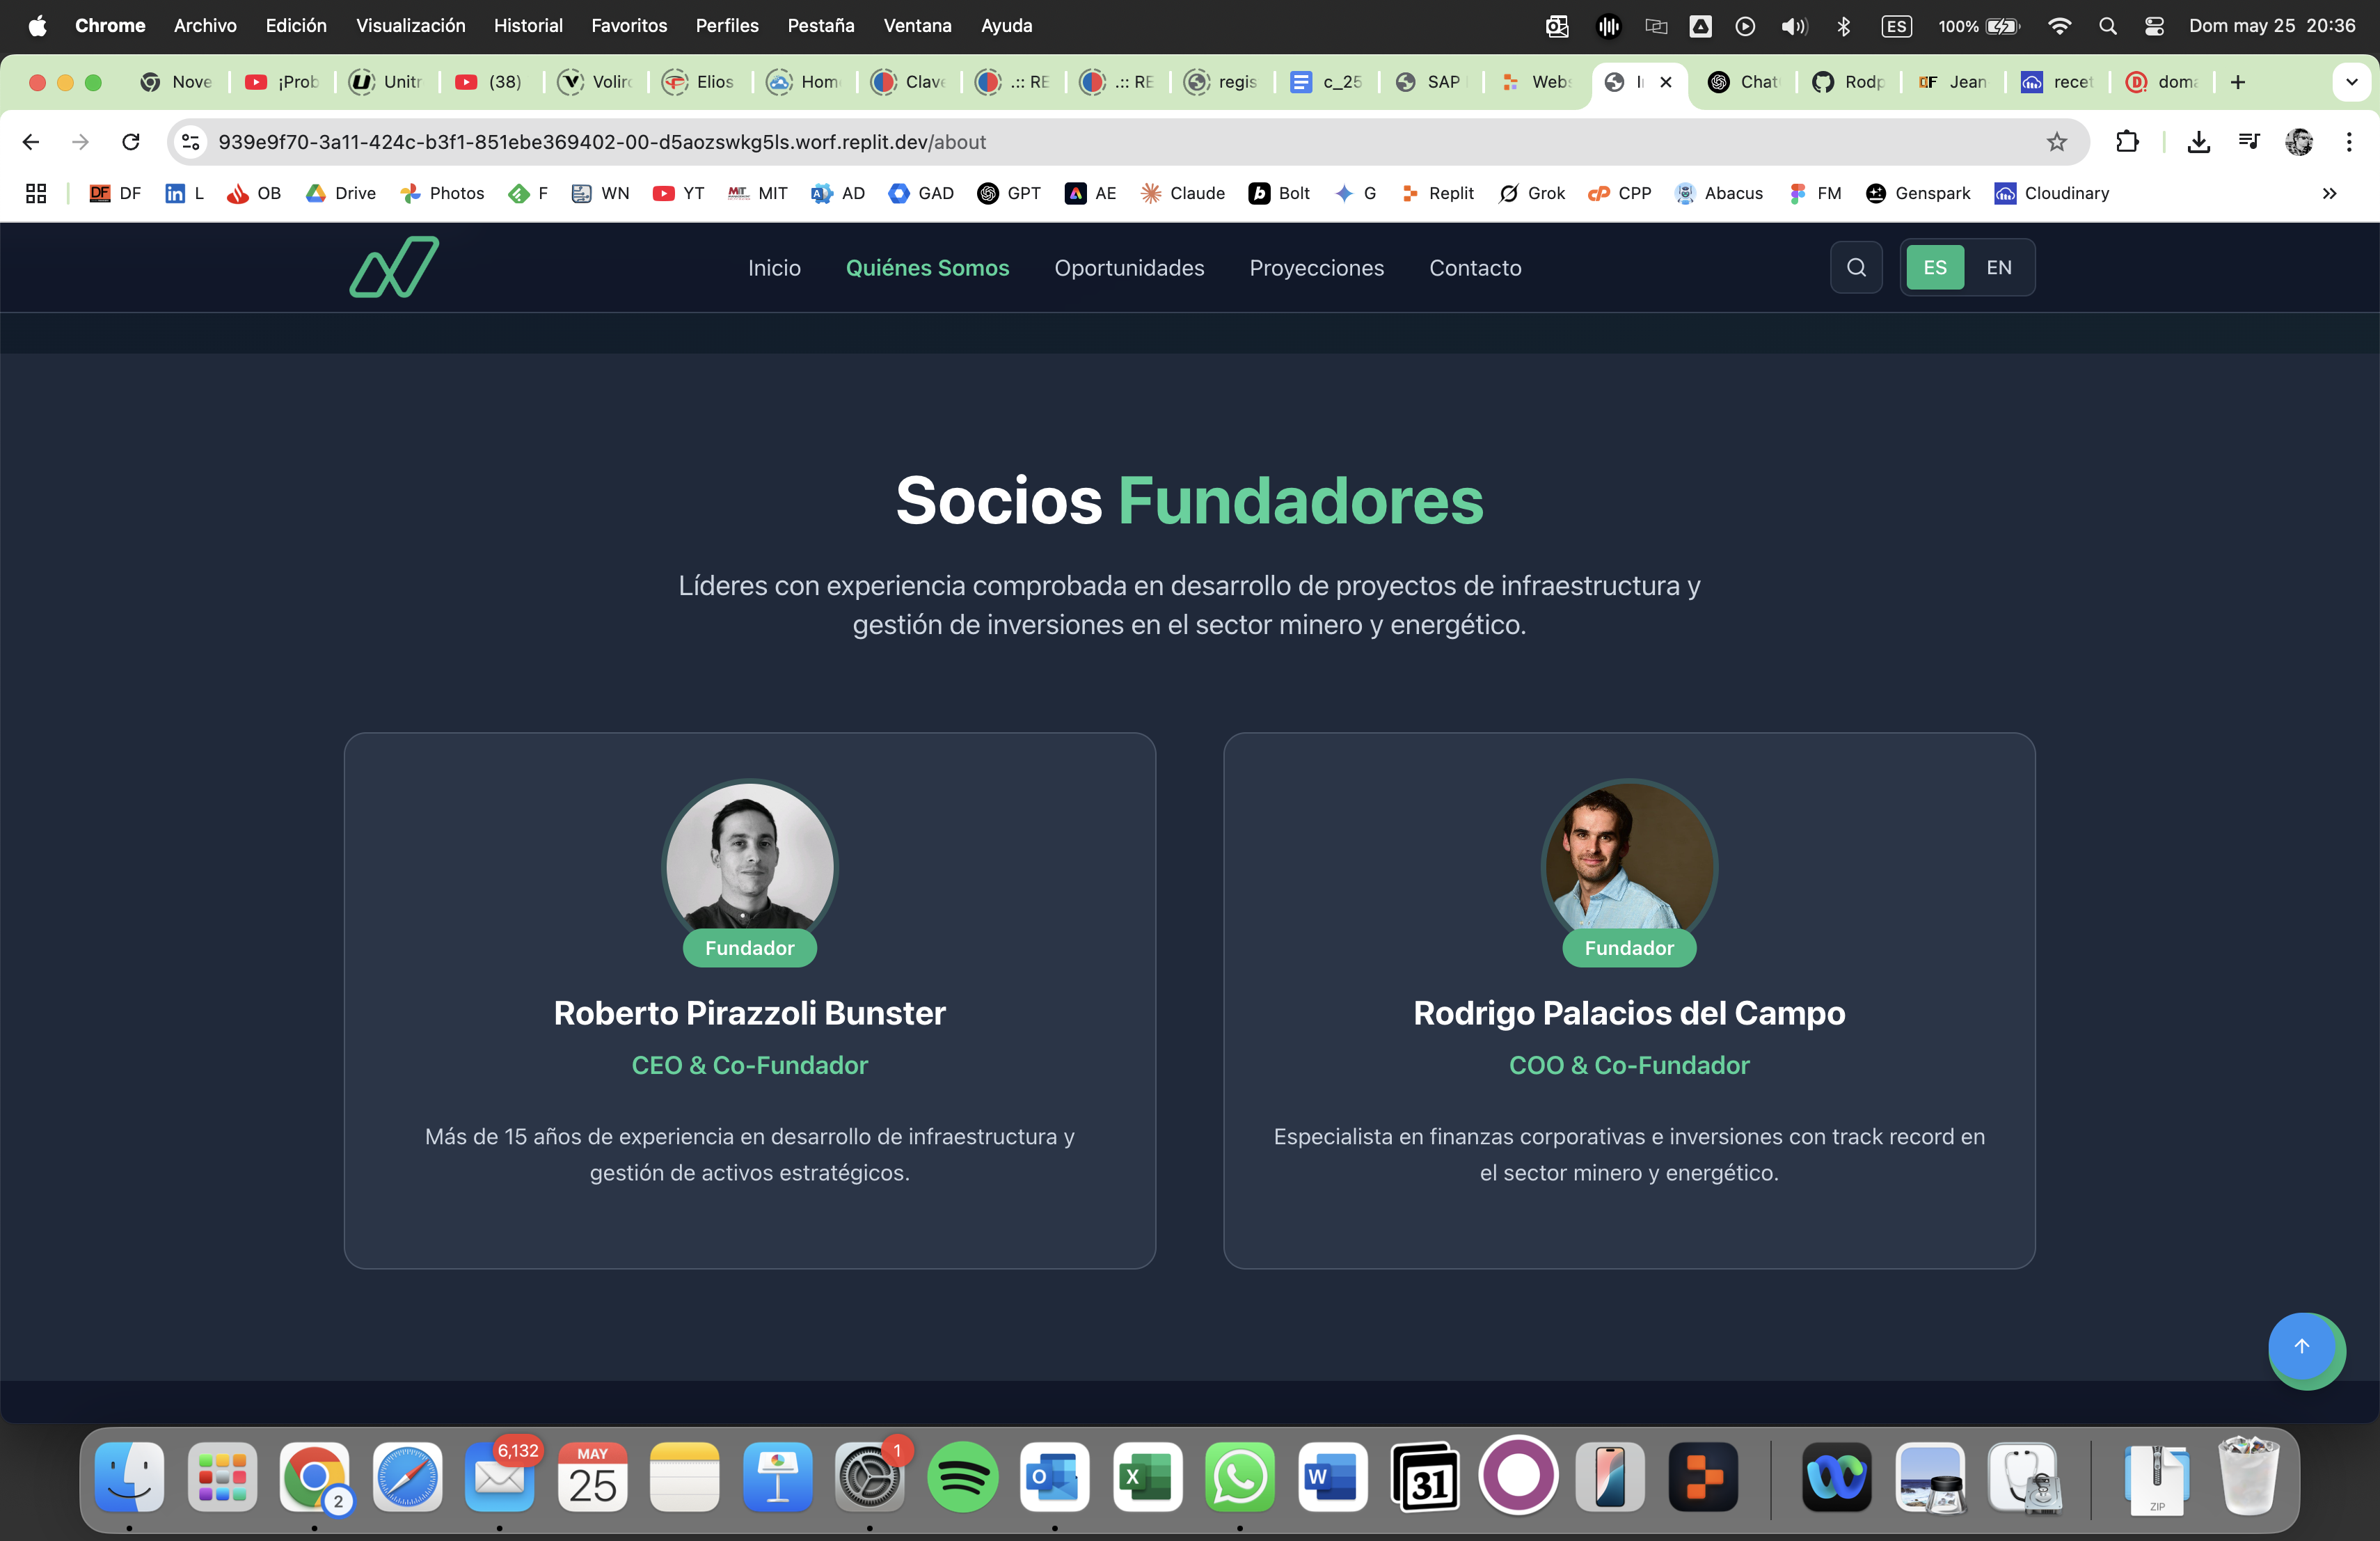 Chrome Archivo Edición Visualización Historial Favoritos Perfiles Pestaña Ventana Ayuda
ES 100% Dom may 25 20:36
Nove ¡Prob Unitr (38) Voliro Elios Hom Clave .:: RE .:: RE regis c_25 SAP Webs Chat Rodp Jean recet doma
939e9f70-3a11-424c-b3f1-851ebe369402-00-d5aozswkg5ls.worf.replit.dev/about
DF DF L OB Drive Photos F WN YT MIT MIT AD GAD GPT AE Claude Bolt G Replit Grok CPP Abacus FM Genspark Cloudinary
Inicio Quiénes Somos Oportunidades Proyecciones Contacto ES EN
Socios Fundadores
Líderes con experiencia comprobada en desarrollo de proyectos de infraestructura y
gestión de inversiones en el sector minero y energético.
Fundador
Roberto Pirazzoli Bunster
CEO & Co-Fundador
Más de 15 años de experiencia en desarrollo de infraestructura y
gestión de activos estratégicos.
Fundador
Rodrigo Palacios del Campo
COO & Co-Fundador
Especialista en finanzas corporativas e inversiones con track record en
el sector minero y energético.
2
6,132
MAY
25
1
31
ZIP